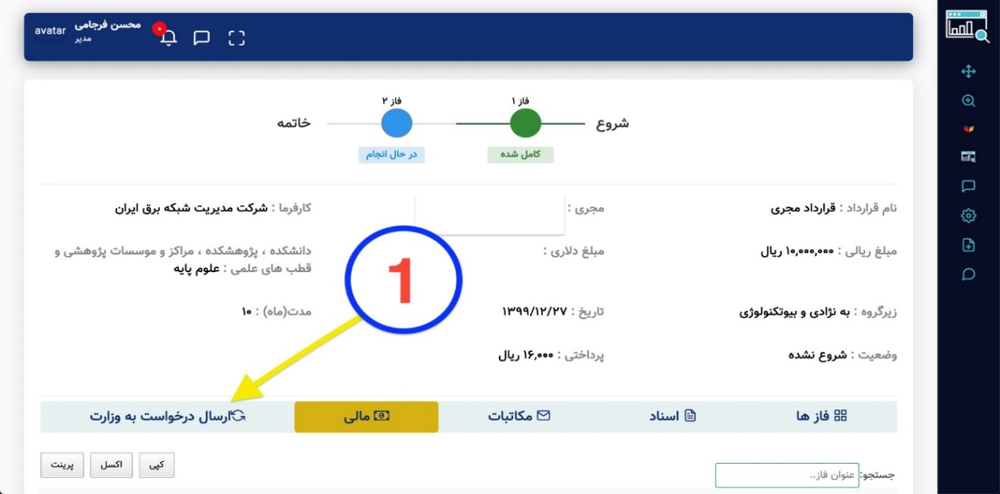 محسن فرجامی
مدیر
avatar
۰
فاز ۱
فاز ۲
شروع
خاتمه
کامل شده
در حال انجام
نام قرارداد : قرارداد مجری
مجری :
کارفرما : شرکت مدیریت شبکه برق ایران
مبلغ ریالی : ۱۰,۰۰۰,۰۰۰ ریال
مبلغ دلاری :
دانشکده ، پژوهشکده ، مراکز و موسسات پژوهشی و
قطب های علمی : علوم پایه
1
زیرگروه : به نژادی و بیوتکنولوژی
تاریخ : ۱۳۹۹/۱۲/۲۷
مدت(ماه) : ۱۰
وضعیت : شروع نشده
پرداختی : ۱۶,۰۰۰ ریال
فاز ها
اسناد
مکاتبات
مالی
ارسال درخواست به وزارت
کپی
اکسل
پرینت
جستجو:
عنوان فاز..